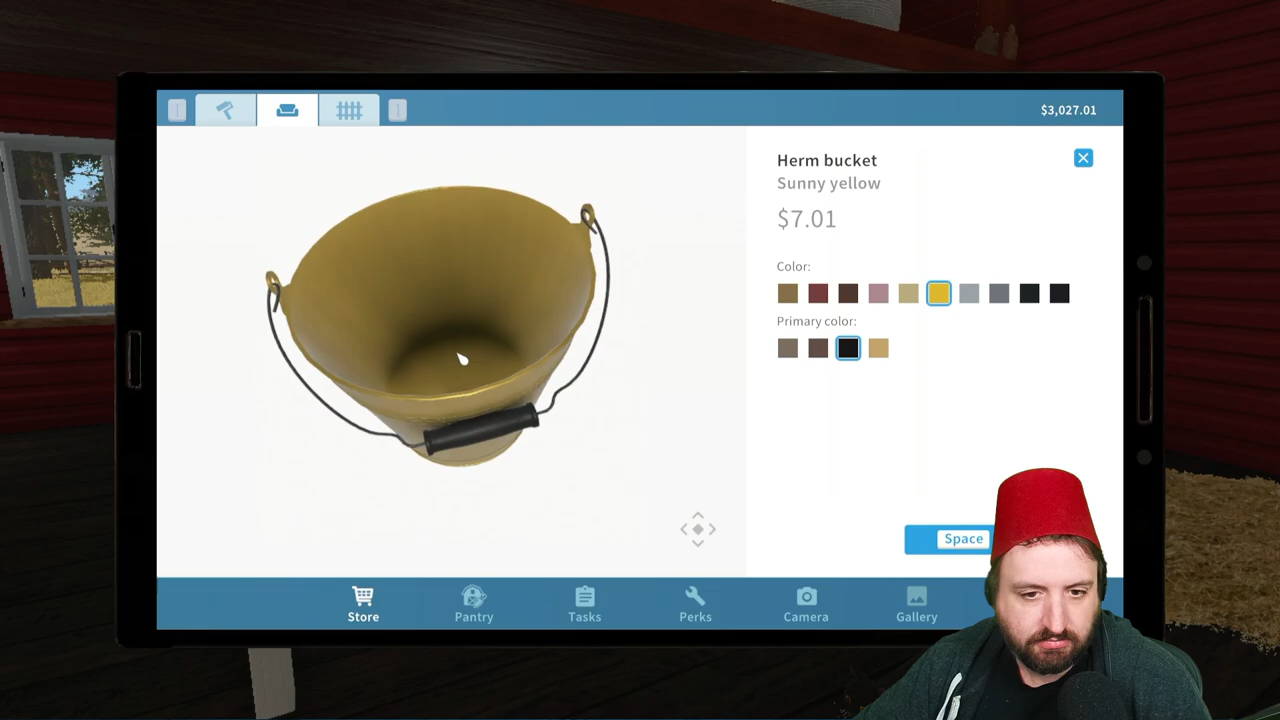 $3,027.01
Herm bucket
Sunny yellow
$7.01
Color:
Primary color:
Space
Store
Pantry
Tasks
Perks
Camera
Gallery